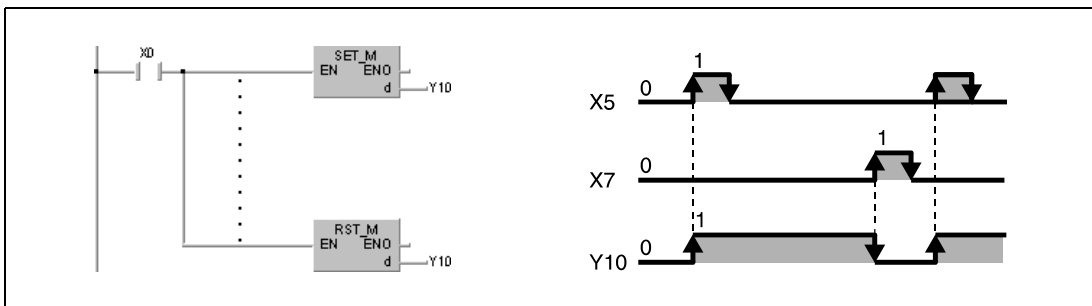 X0
SET_M
EN ENO
d Y10
RST_M
EN ENO
d Y10
1
X5 0
1
X7 0
1
Y10 0